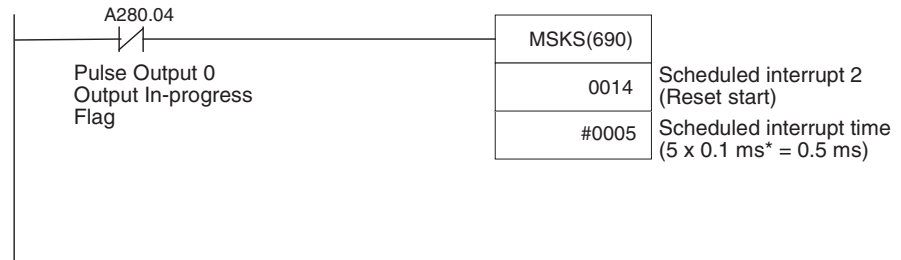 A280.04
MSKS(690)
Pulse Output 0
Output In-progress
Flag
0014
Scheduled interrupt 2
(Reset start)
#0005
Scheduled interrupt time
(5 x 0.1 ms* = 0.5 ms)